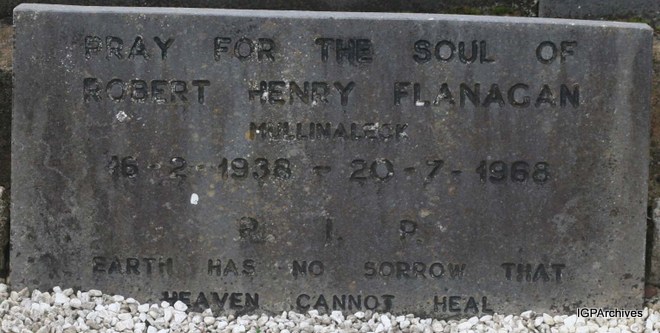 PRAY FOR THE SOUL OF
ROBERT HENRY FLANAGAN
MULLINALECK
16-2-1938 - 20-7-1968
R. I. P.
EARTH HAS NO SORROW THAT
HEAVEN CANNOT HEAL
IGPArchives